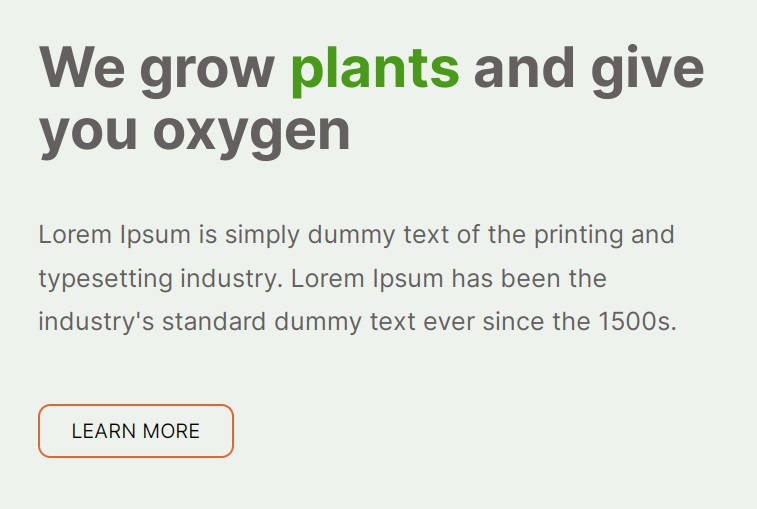 We grow plants and give
you oxygen
Lorem Ipsum is simply dummy text of the printing and
typesetting industry. Lorem Ipsum has been the
industry's standard dummy text ever since the 1500s.
LEARN MORE